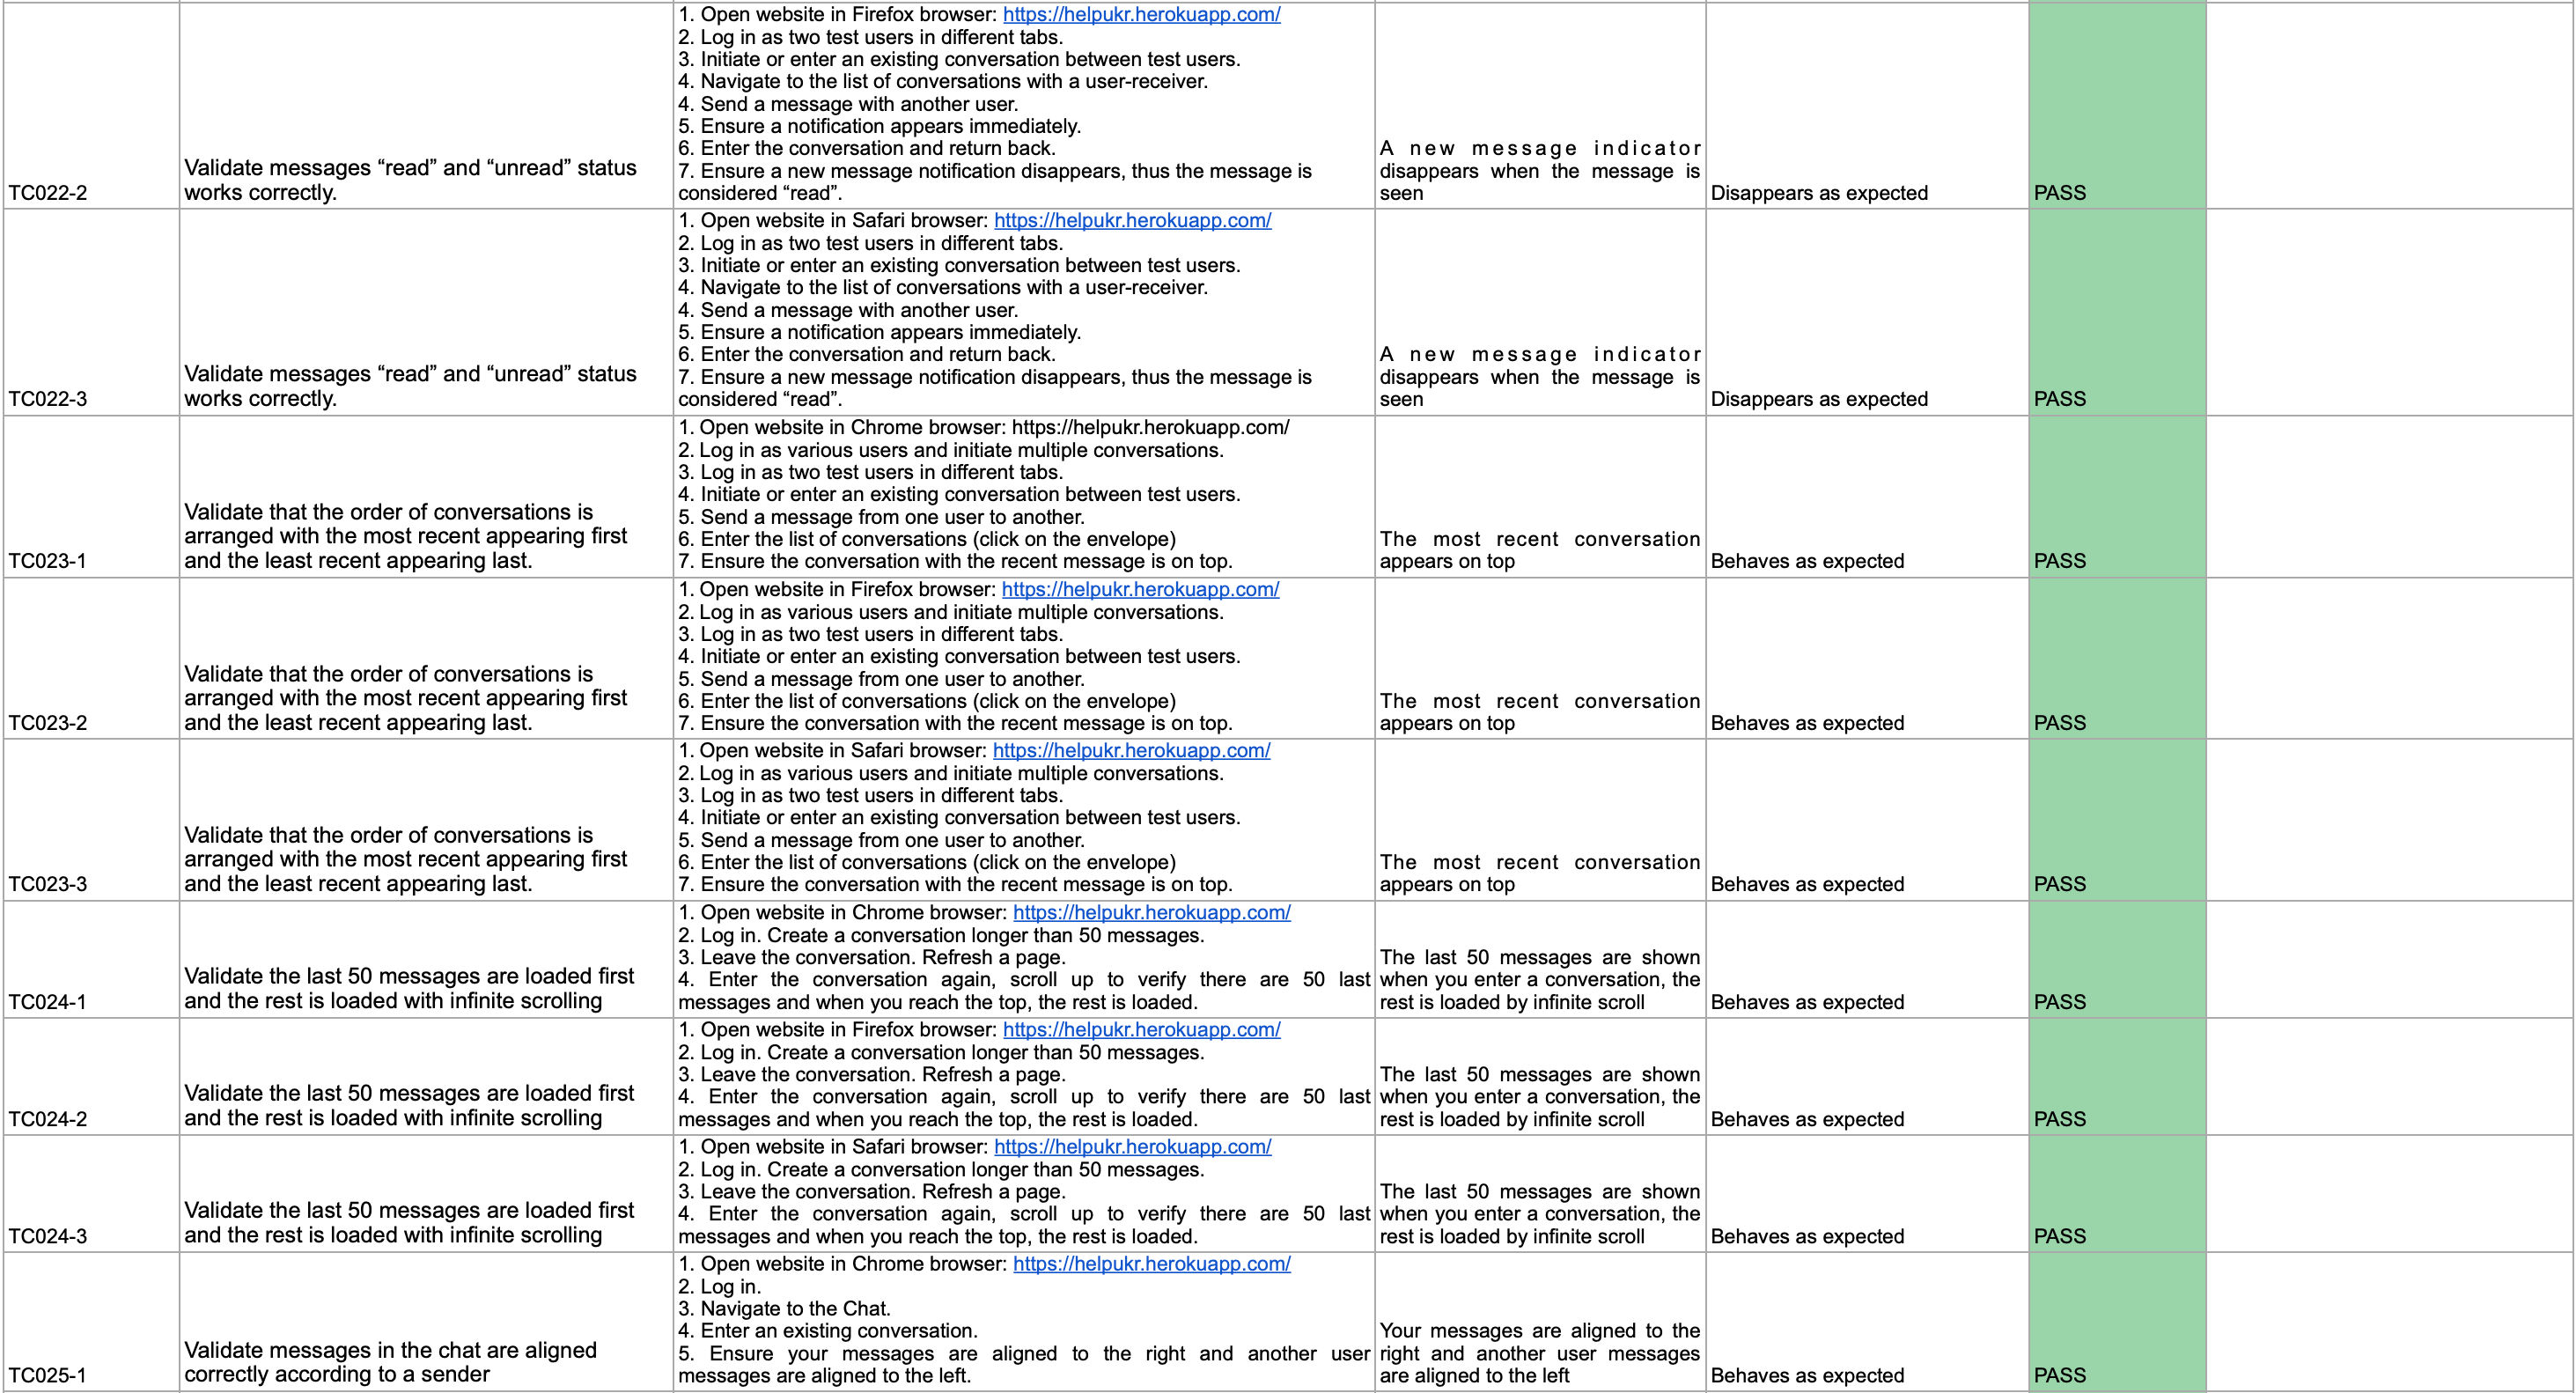 TC022-2
Validate messages “read” and “unread” status
works correctly.
1. Open website in Firefox browser: https://helpukr.herokuapp.com/
2. Log in as two test users in different tabs.
3. Initiate or enter an existing conversation between test users.
4. Navigate to the list of conversations with a user-receiver.
4. Send a message with another user.
5. Ensure a notification appears immediately.
6. Enter the conversation and return back.
7. Ensure a new message notification disappears, thus the message is
considered “read”.
A new message indicator
disappears when the message is
seen
Disappears as expected
PASS
TC022-3
Validate messages “read” and “unread” status
works correctly.
1. Open website in Safari browser: https://helpukr.herokuapp.com/
2. Log in as two test users in different tabs.
3. Initiate or enter an existing conversation between test users.
4. Navigate to the list of conversations with a user-receiver.
4. Send a message with another user.
5. Ensure a notification appears immediately.
6. Enter the conversation and return back.
7. Ensure a new message notification disappears, thus the message is
considered “read”.
A new message indicator
disappears when the message is
seen
Disappears as expected
PASS
TC023-1
Validate that the order of conversations is
arranged with the most recent appearing first
and the least recent appearing last.
1. Open website in Chrome browser: https://helpukr.herokuapp.com/
2. Log in as various users and initiate multiple conversations.
3. Log in as two test users in different tabs.
4. Initiate or enter an existing conversation between test users.
5. Send a message from one user to another.
6. Enter the list of conversations (click on the envelope)
7. Ensure the conversation with the recent message is on top.
The most recent conversation
appears on top
Behaves as expected
PASS
TC023-2
Validate that the order of conversations is
arranged with the most recent appearing first
and the least recent appearing last.
1. Open website in Firefox browser: https://helpukr.herokuapp.com/
2. Log in as various users and initiate multiple conversations.
3. Log in as two test users in different tabs.
4. Initiate or enter an existing conversation between test users.
5. Send a message from one user to another.
6. Enter the list of conversations (click on the envelope)
7. Ensure the conversation with the recent message is on top.
The most recent conversation
appears on top
Behaves as expected
PASS
TC023-3
Validate that the order of conversations is
arranged with the most recent appearing first
and the least recent appearing last.
1. Open website in Safari browser: https://helpukr.herokuapp.com/
2. Log in as various users and initiate multiple conversations.
3. Log in as two test users in different tabs.
4. Initiate or enter an existing conversation between test users.
5. Send a message from one user to another.
6. Enter the list of conversations (click on the envelope)
7. Ensure the conversation with the recent message is on top.
The most recent conversation
appears on top
Behaves as expected
PASS
TC024-1
Validate the last 50 messages are loaded first
and the rest is loaded with infinite scrolling
1. Open website in Chrome browser: https://helpukr.herokuapp.com/
2. Log in. Create a conversation longer than 50 messages.
3. Leave the conversation. Refresh a page.
4. Enter the conversation again, scroll up to verify there are 50 last
messages and when you reach the top, the rest is loaded.
The last 50 messages are shown
when you enter a conversation, the
rest is loaded by infinite scroll
Behaves as expected
PASS
TC024-2
Validate the last 50 messages are loaded first
and the rest is loaded with infinite scrolling
1. Open website in Firefox browser: https://helpukr.herokuapp.com/
2. Log in. Create a conversation longer than 50 messages.
3. Leave the conversation. Refresh a page.
4. Enter the conversation again, scroll up to verify there are 50 last
messages and when you reach the top, the rest is loaded.
The last 50 messages are shown
when you enter a conversation, the
rest is loaded by infinite scroll
Behaves as expected
PASS
TC024-3
Validate the last 50 messages are loaded first
and the rest is loaded with infinite scrolling
1. Open website in Safari browser: https://helpukr.herokuapp.com/
2. Log in. Create a conversation longer than 50 messages.
3. Leave the conversation. Refresh a page.
4. Enter the conversation again, scroll up to verify there are 50 last
messages and when you reach the top, the rest is loaded.
The last 50 messages are shown
when you enter a conversation, the
rest is loaded by infinite scroll
Behaves as expected
PASS
TC025-1
Validate messages in the chat are aligned
correctly according to a sender
1. Open website in Chrome browser: https://helpukr.herokuapp.com/
2. Log in.
3. Navigate to the Chat.
4. Enter an existing conversation.
5. Ensure your messages are aligned to the right and another user
messages are aligned to the left.
Your messages are aligned to the
right and another user messages
are aligned to the left
Behaves as expected
PASS